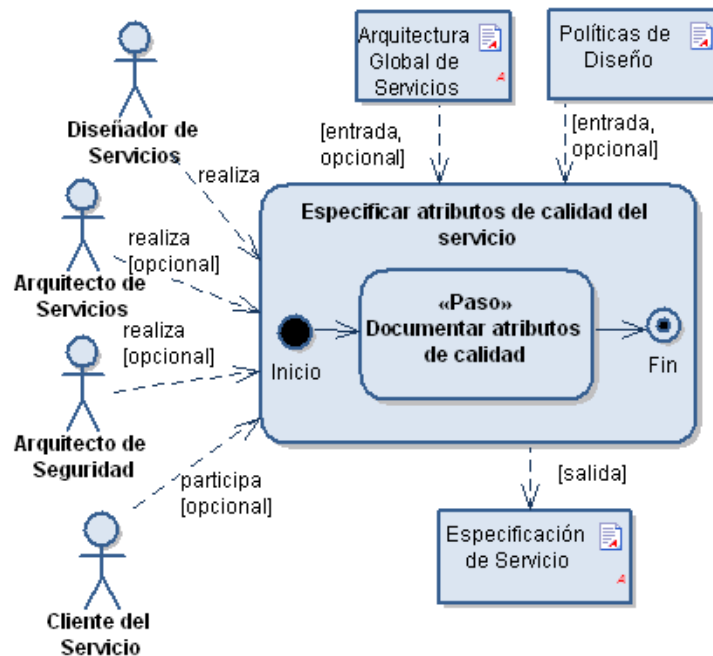 Arquitectura
Global de
Servicios
A
Políticas de
Diseño
A
Diseñador de
Servicios
realiza
[entrada,
opcional]
[entrada,
opcional]
Arquitecto de
Servicios
realiza
[opcional]
Arquitecto de
Seguridad
realiza
[opcional]
Cliente del
Servicio
participa
[opcional]
Especificar atributos de calidad del
servicio
Inicio
«Paso»
Documentar atributos
de calidad
Fin
[salida]
Especificación
de Servicio
A